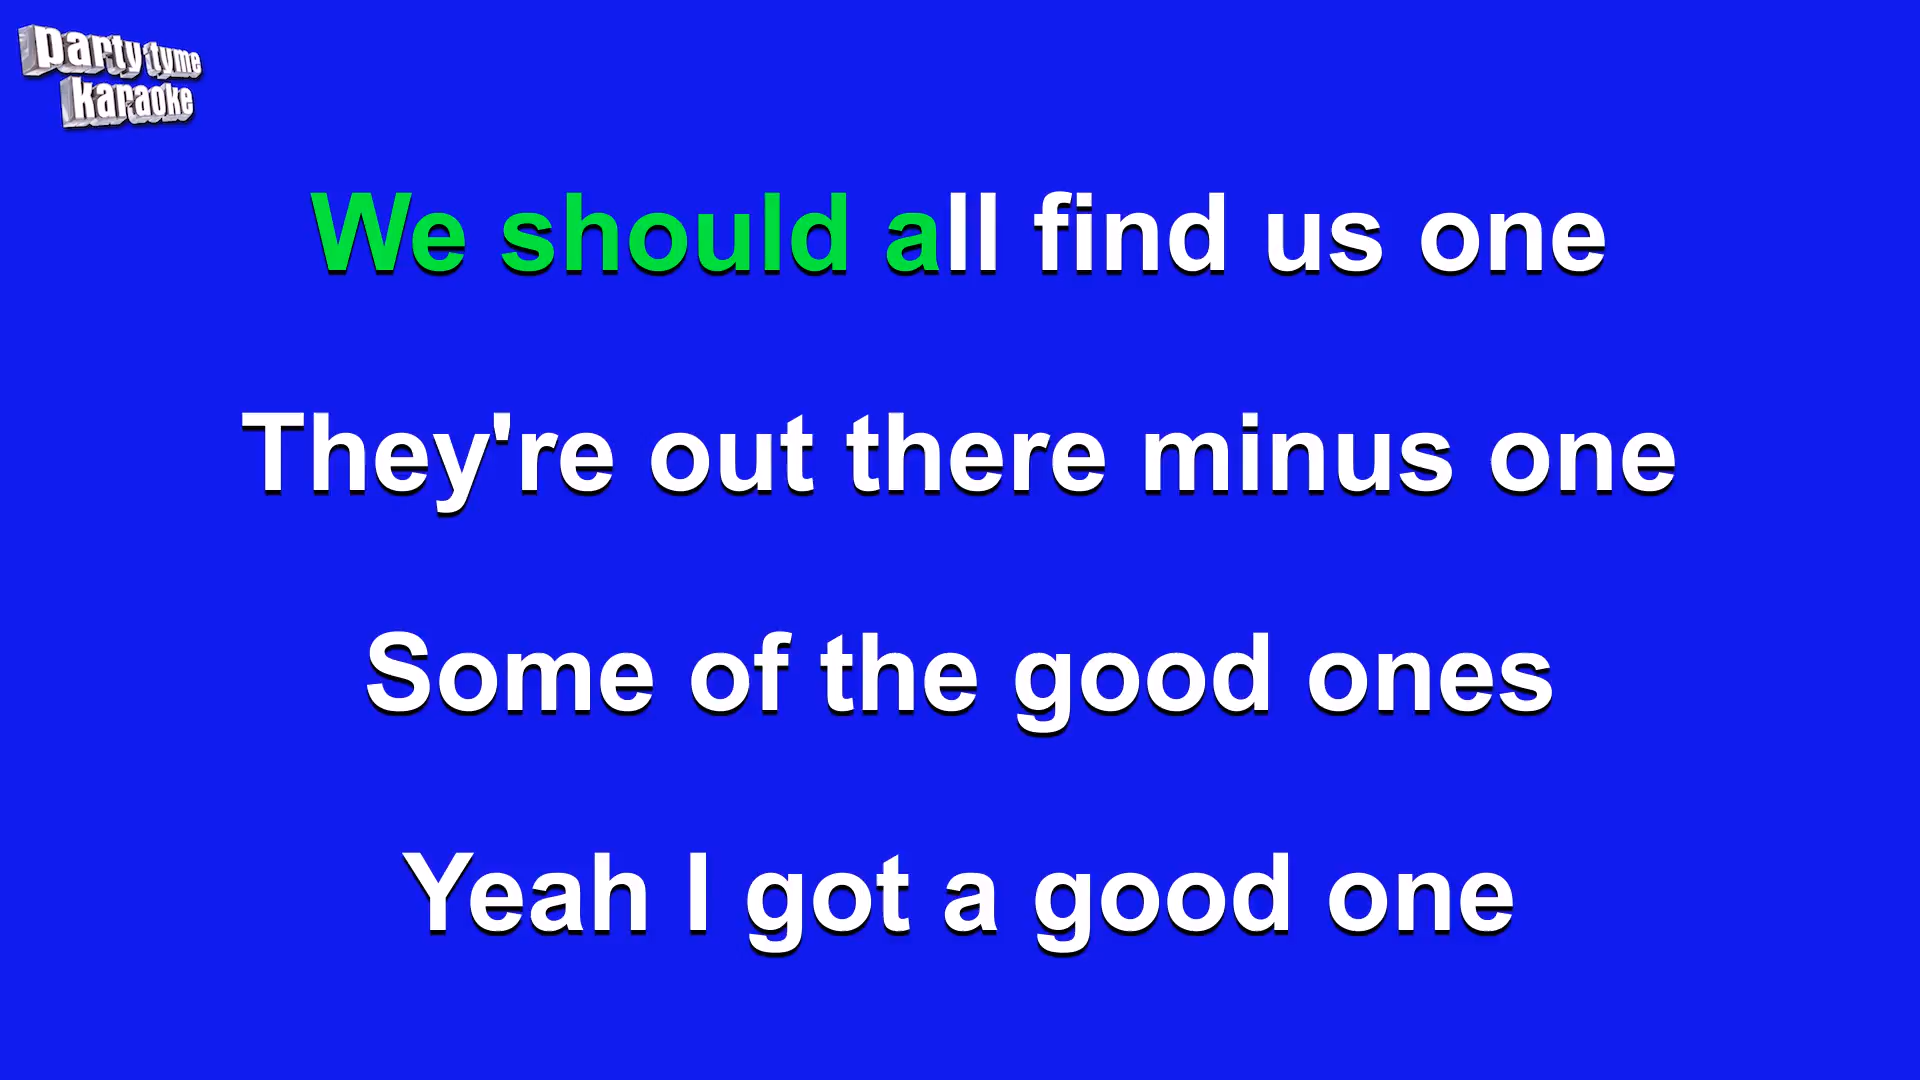 party tyme
karaoke
We should all find us one
They're out there minus one
Some of the good ones
Yeah I got a good one